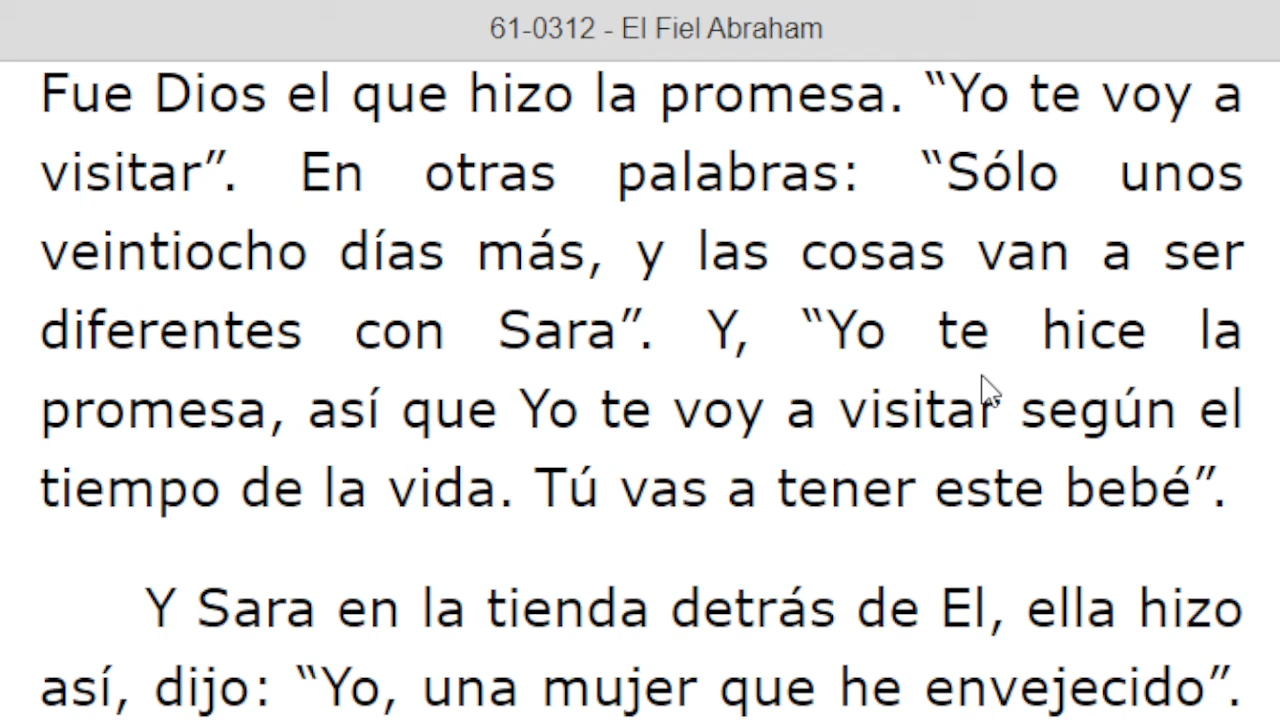 61-0312 - El Fiel Abraham
Fue Dios el que hizo la promesa. “Yo te voy a
visitar”. En otras palabras: “Sólo unos
veintiocho días más, y las cosas van a ser
diferentes con Sara”. Y, “Yo te hice la
promesa, así que Yo te voy a visitar según el
tiempo de la vida. Tú vas a tener este bebé”.
Y Sara en la tienda detrás de El, ella hizo
así, dijo: “Yo, una mujer que he envejecido”.